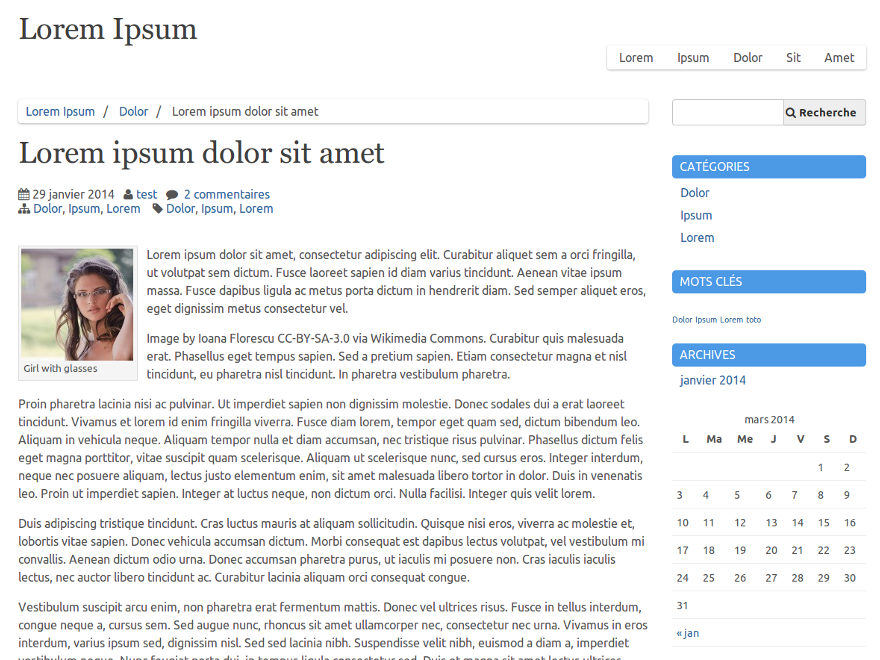 Lorem Ipsum
Lorem Ipsum Dolor Sit Amet
Lorem Ipsum / Dolor / Lorem ipsum dolor sit amet
Lorem ipsum dolor sit amet
29 janvier 2014 test 2 commentaires
Dolor, Ipsum, Lorem Dolor, Ipsum, Lorem
Girl with glasses
Lorem ipsum dolor sit amet, consectetur adipiscing elit. Curabitur aliquet sem a orci fringilla,
ut volutpat sem dictum. Fusce laoreet sapien id diam varius tincidunt. Aenean vitae ipsum
massa. Fusce dapibus ligula ac metus porta dictum in hendrerit diam. Sed semper aliquet eros,
eget dignissim metus consectetur vel.
Image by Ioana Florescu CC-BY-SA-3.0 via Wikimedia Commons. Curabitur quis malesuada
erat. Phasellus eget tempus sapien. Sed a pretium sapien. Etiam consectetur magna et nisl
tincidunt, eu pharetra nisl tincidunt. In pharetra vestibulum pharetra.
Proin pharetra lacinia nisi ac pulvinar. Ut imperdiet sapien non dignissim molestie. Donec sodales dui a erat laoreet
tincidunt. Vivamus et lorem id enim fringilla viverra. Fusce diam lorem, tempor eget quam sed, dictum bibendum leo.
Aliquam in vehicula neque. Aliquam tempor nulla et diam accumsan, nec tristique risus pulvinar. Phasellus dictum felis
eget magna porttitor, vitae suscipit quam scelerisque. Aliquam ut scelerisque nunc, sed cursus eros. Integer interdum,
neque nec posuere aliquam, lectus justo elementum enim, sit amet malesuada libero tortor in dolor. Duis in venenatis
leo. Proin ut imperdiet sapien. Integer at luctus neque, non dictum orci. Nulla facilisi. Integer quis velit lorem.
Duis adipiscing tristique tincidunt. Cras luctus mauris at aliquam sollicitudin. Quisque nisi eros, viverra ac molestie et,
lobortis vitae sapien. Donec vehicula accumsan dictum. Morbi consequat est dapibus lectus volutpat, vel vestibulum mi
convallis. Aenean dictum odio urna. Donec accumsan pharetra purus, ut iaculis mi posuere non. Cras iaculis iaculis
lectus, nec auctor libero tincidunt ac. Curabitur lacinia aliquam orci consequat congue.
Vestibulum suscipit arcu enim, non pharetra erat fermentum mattis. Donec vel ultrices risus. Fusce in tellus interdum,
congue neque a, cursus sem. Sed augue nunc, rhoncus sit amet ullamcorper nec, consectetur nec urna. Vivamus in eros
interdum, varius ipsum sed, dignissim nisl. Sed sed lacinia nibh. Suspendisse velit nibh, euismod a diam a, imperdiet
Recherche
CATÉGORIES
Dolor
Ipsum
Lorem
MOTS CLÉS
Dolor Ipsum Lorem toto
ARCHIVES
janvier 2014
mars 2014
L Ma Me J V S D
1 2
3 4 5 6 7 8 9
10 11 12 13 14 15 16
17 18 19 20 21 22 23
24 25 26 27 28 29 30
31
« jan